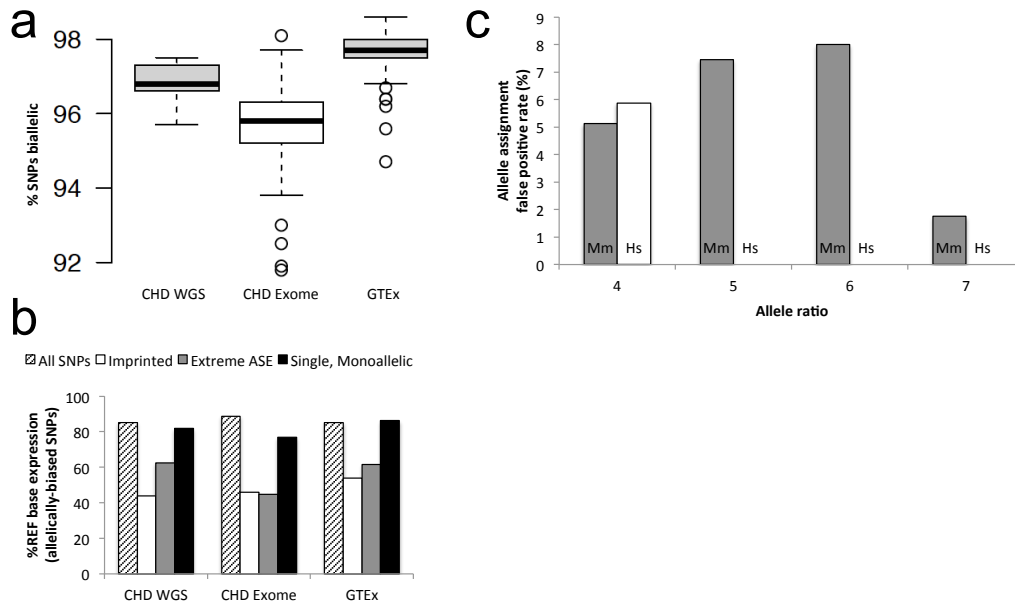 a
% SNPs biallelic
98
96
94
92
CHD WGS CHD Exome GTEx
b
All SNPs Imprinted Extreme ASE Single, Monoallelic
%REF base expression
(allelically-biased SNPs)
100
80
60
40
20
0
CHD WGS CHD Exome GTEx
c
Allelle assignment
false positive rate (%)
9
8
7
6
5
4
3
2
1
0
Mm Hs Mm Hs Mm Hs Mm Hs
4 5 6 7
Allele ratio